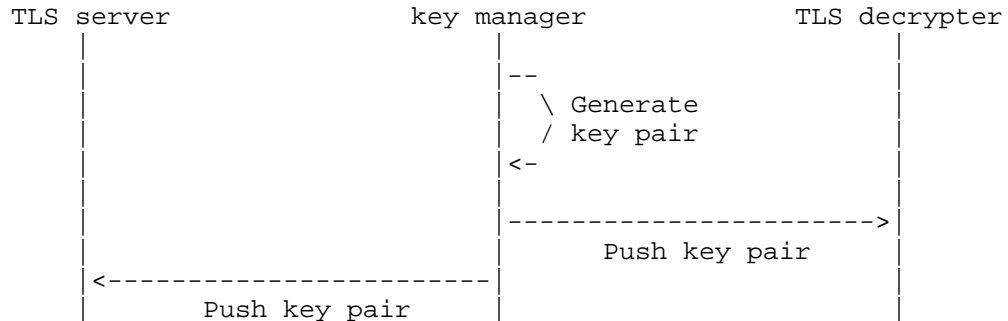 TLS server key manager TLS decrypter
\ Generate
/ key pair
Push key pair
Push key pair